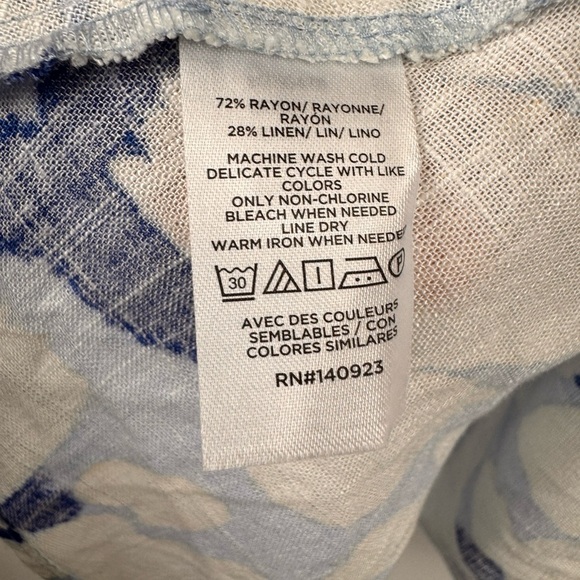 72% RAYON/ RAYONNE/
RAYÓN
28% LINEN/ LIN/ LINO
MACHINE WASH COLD
DELICATE CYCLE WITH LIKE
COLORS
ONLY NON-CHLORINE
BLEACH WHEN NEEDED
LINE DRY
WARM IRON WHEN NEEDED
30
F
AVEC DES COULEURS
SEMBLABLES / CON
COLORES SIMILARES
RN#140923